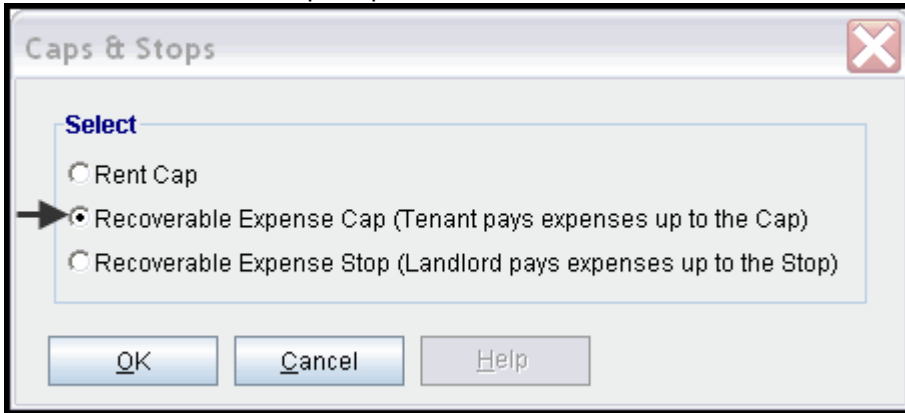 Caps & Stops
Select
Rent Cap
Recoverable Expense Cap (Tenant pays expenses up to the Cap)
Recoverable Expense Stop (Landlord pays expenses up to the Stop)
OK Cancel Help